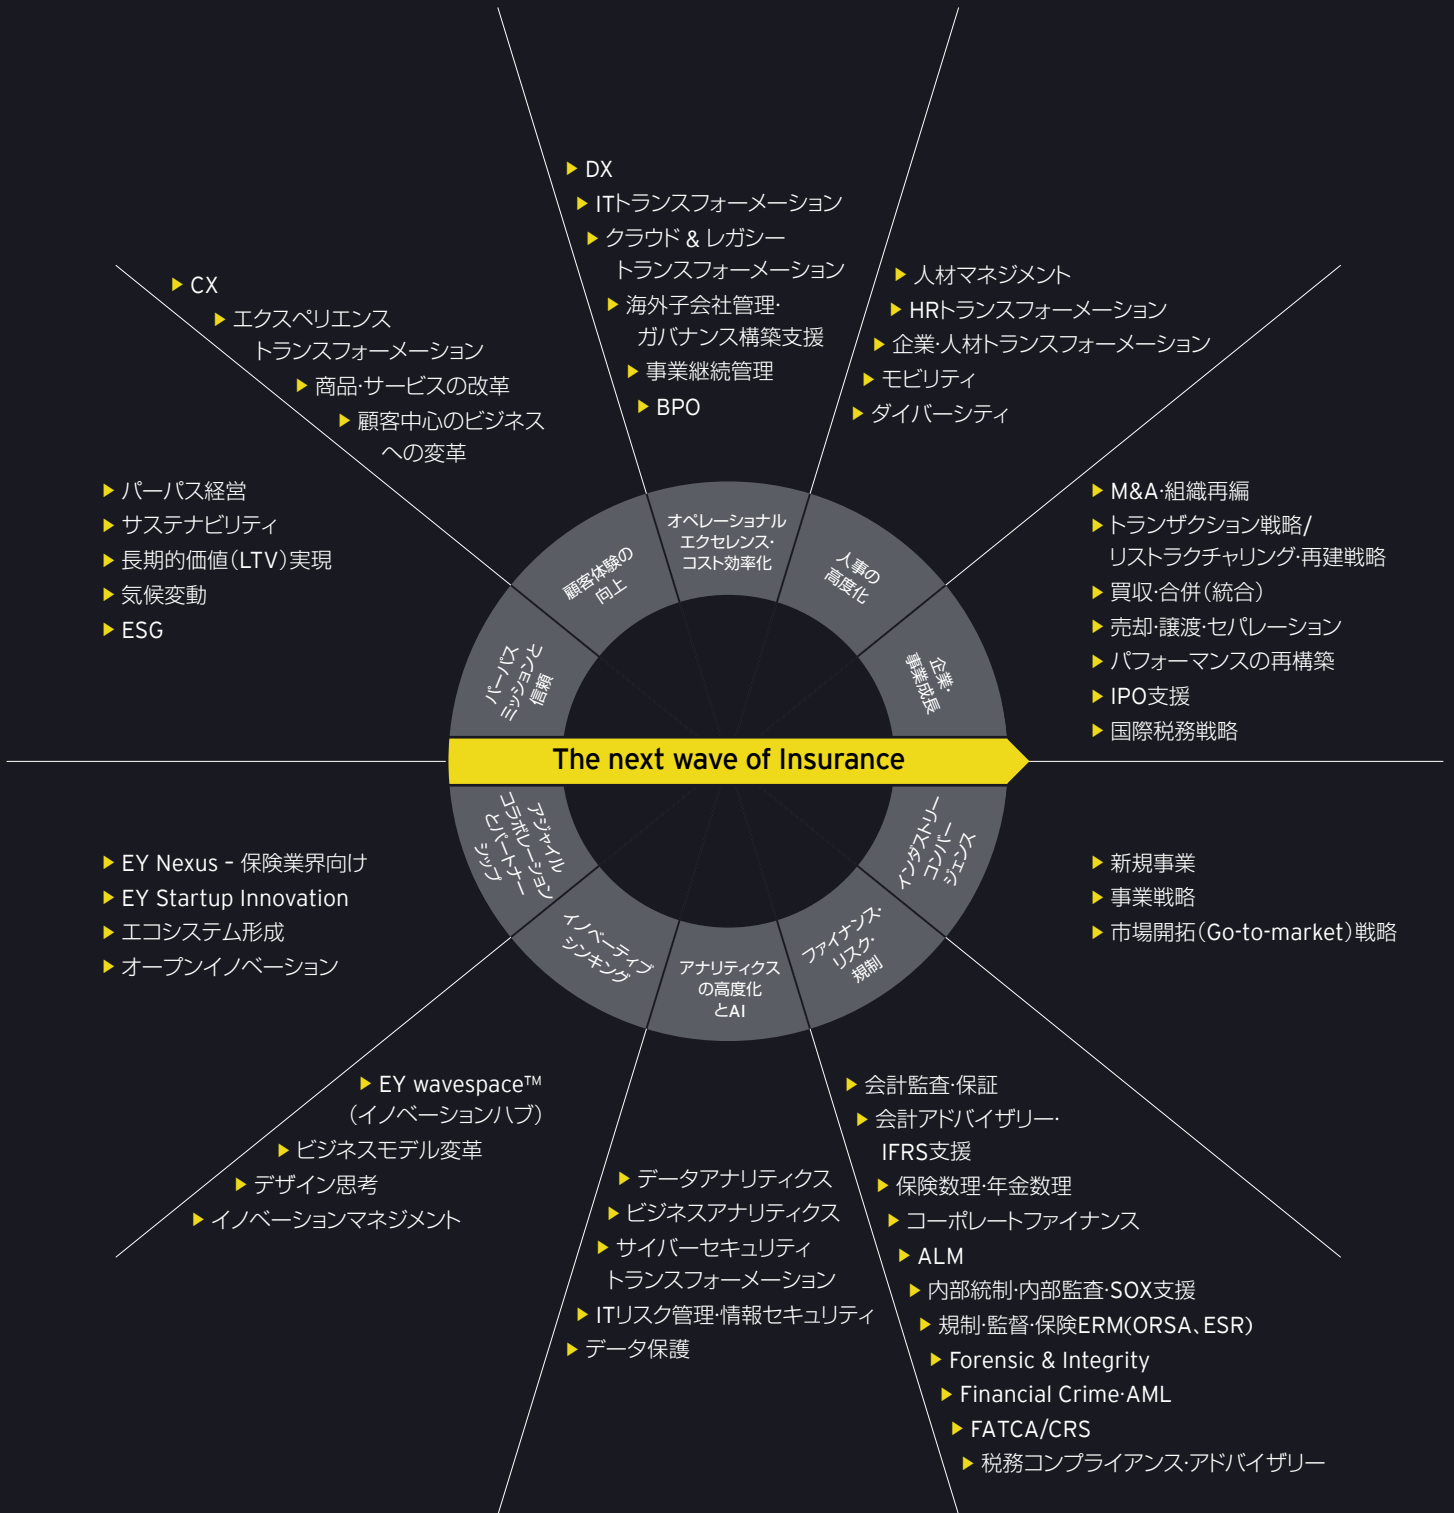 DX
ITトランスフォーメーション
クラウド & レガシー
トランスフォーメーション
海外子会社管理・
ガバナンス構築支援
事業継続管理
BPO
CX
エクスペリエンス
トランスフォーメーション
商品・サービスの改革
顧客中心のビジネス
への変革
人材マネジメント
HRトランスフォーメーション
企業・人材トランスフォーメーション
モビリティ
ダイバーシティ
パーパス経営
サステナビリティ
長期的価値（LTV）実現
気候変動
ESG
M&A・組織再編
トランザクション戦略/
リストラクチャリング・再建戦略
買収・合併（統合）
売却・譲渡・セパレーション
パフォーマンスの再構築
IPO支援
国際税務戦略
パーパス
ミッションと
信頼
顧客体験の
向上
オペレーショナル
エクセレンス・
コスト効率化
人事の
高度化
企業・
事業成長
The next wave of Insurance
アジャイル
コラボレーション
とパートナー
シップ
イノベーティブ
シンキング
アナリティクス
の高度化
とAI
ファイナンス・
リスク・
規制
インダストリー
コンバー
ジェンス
EY Nexus – 保険業界向け
EY Startup Innovation
エコシステム形成
オープンイノベーション
新規事業
事業戦略
市場開拓（Go-to-market）戦略
EY wavespace™
（イノベーションハブ）
ビジネスモデル変革
デザイン思考
イノベーションマネジメント
データアナリティクス
ビジネスアナリティクス
サイバーセキュリティ
トランスフォーメーション
ITリスク管理・情報セキュリティ
データ保護
会計監査・保証
会計アドバイザリー・
IFRS支援
保険数理・年金数理
コーポレートファイナンス
ALM
内部統制・内部監査・SOX支援
規制・監督・保険ERM(ORSA、ESR)
Forensic & Integrity
Financial Crime・AML
FATCA/CRS
税務コンプライアンス・アドバイザリー